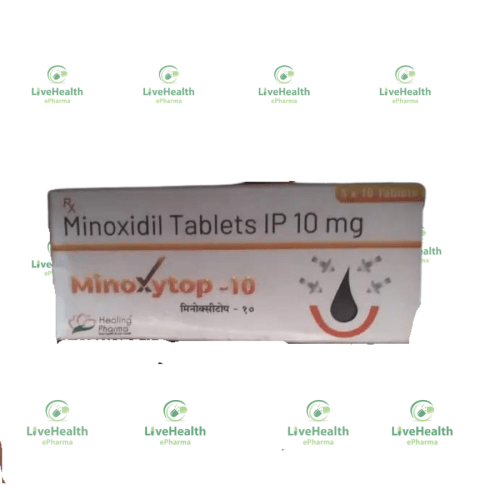 LiveHealth
ePharma
LiveHealth
ePharma
LiveHealth
ePharma
LiveHealth
ePharma
5 x 10 Tablets
Rx
Minoxidil Tablets IP 10 mg
Minoxytop -10
मिनोक्सीटोप - १०
Healing
Pharma
LiveHealth
ePharma
LiveHealth
ePharma
LiveHealth
ePharma
LiveHealth
ePharma